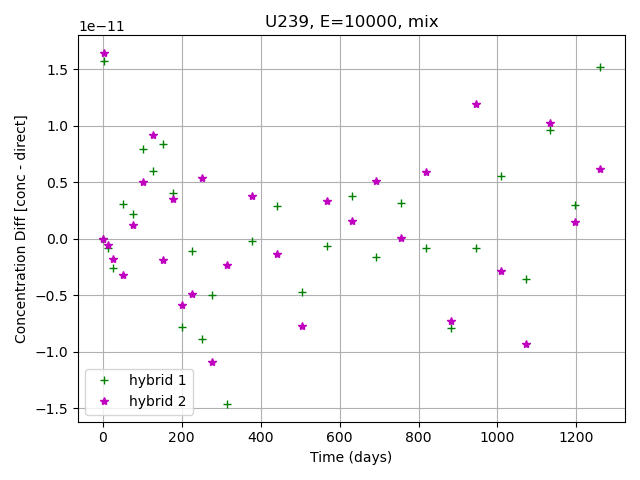 U239, E=10000, mix
1e−11
Concentration Diff [conc - direct]
1.5
1.0
0.5
0.0
−0.5
−1.0
−1.5
hybrid 1
hybrid 2
0 200 400 600 800 1000 1200
Time (days)